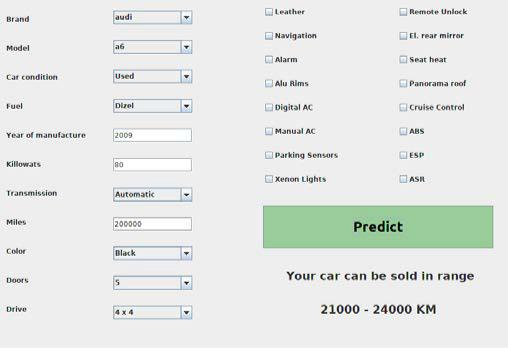 Brand audi
Model a6
Car condition Used
Fuel Dizel
Year of manufacture 2009
Killowats 80
Transmission Automatic
Miles 200000
Color Black
Doors 5
Drive 4 x 4
Leather Remote Unlock
Navigation El. rear mirror
Alarm Seat heat
Alu Rims Panorama roof
Digital AC Cruise Control
Manual AC ABS
Parking Sensors ESP
Xenon Lights ASR
Predict
Your car can be sold in range
21000 - 24000 KM